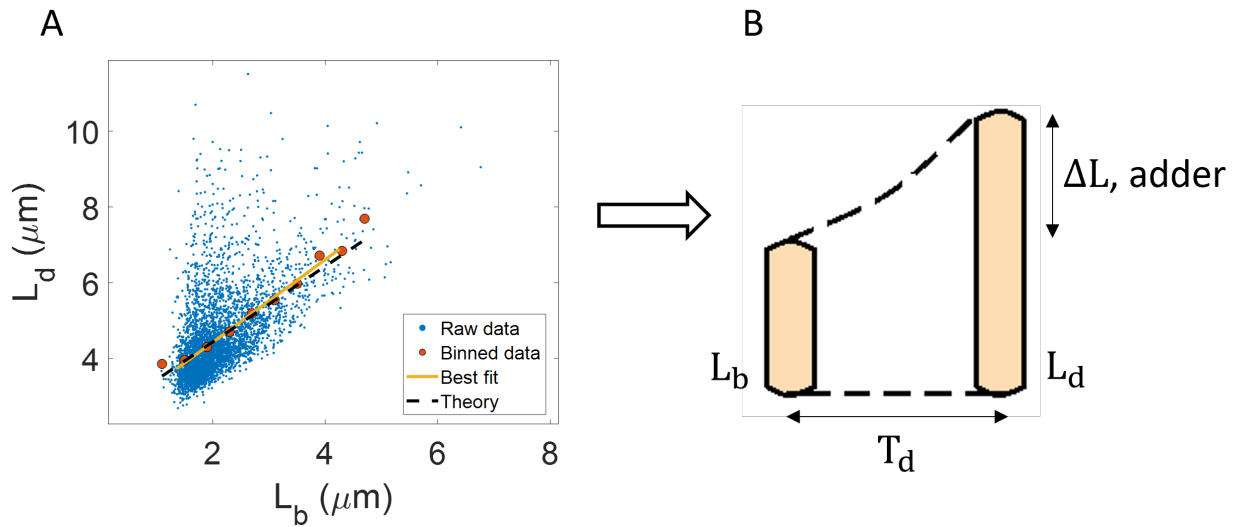 A
B
10
8
6
4
2
4
6
8
L_d (μm)
L_b (μm)
Raw data
Binned data
Best fit
Theory
ΔL, adder
L_b
L_d
T_d